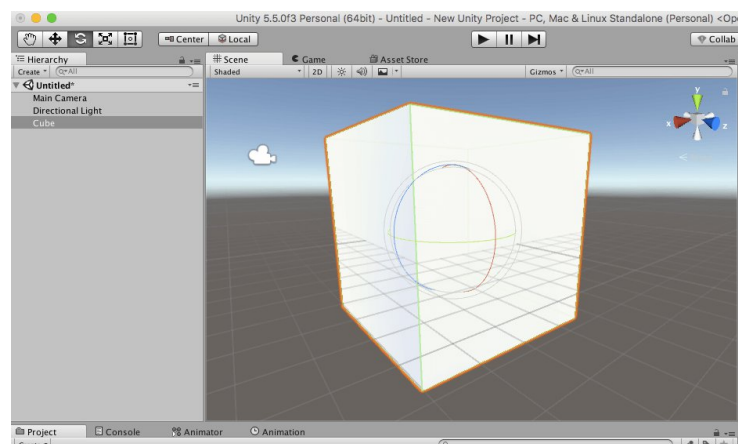 Unity 5.5.0f3 Personal (64bit) - Untitled - New Unity Project - PC, Mac & Linux Standalone (Personal) <Ope
Center Local Collab
Hierarchy Scene Game Asset Store
Create All Shaded 2D Gizmos All
Untitled*
Main Camera
Directional Light
Cube
y
x z
Project Console Animator Animation